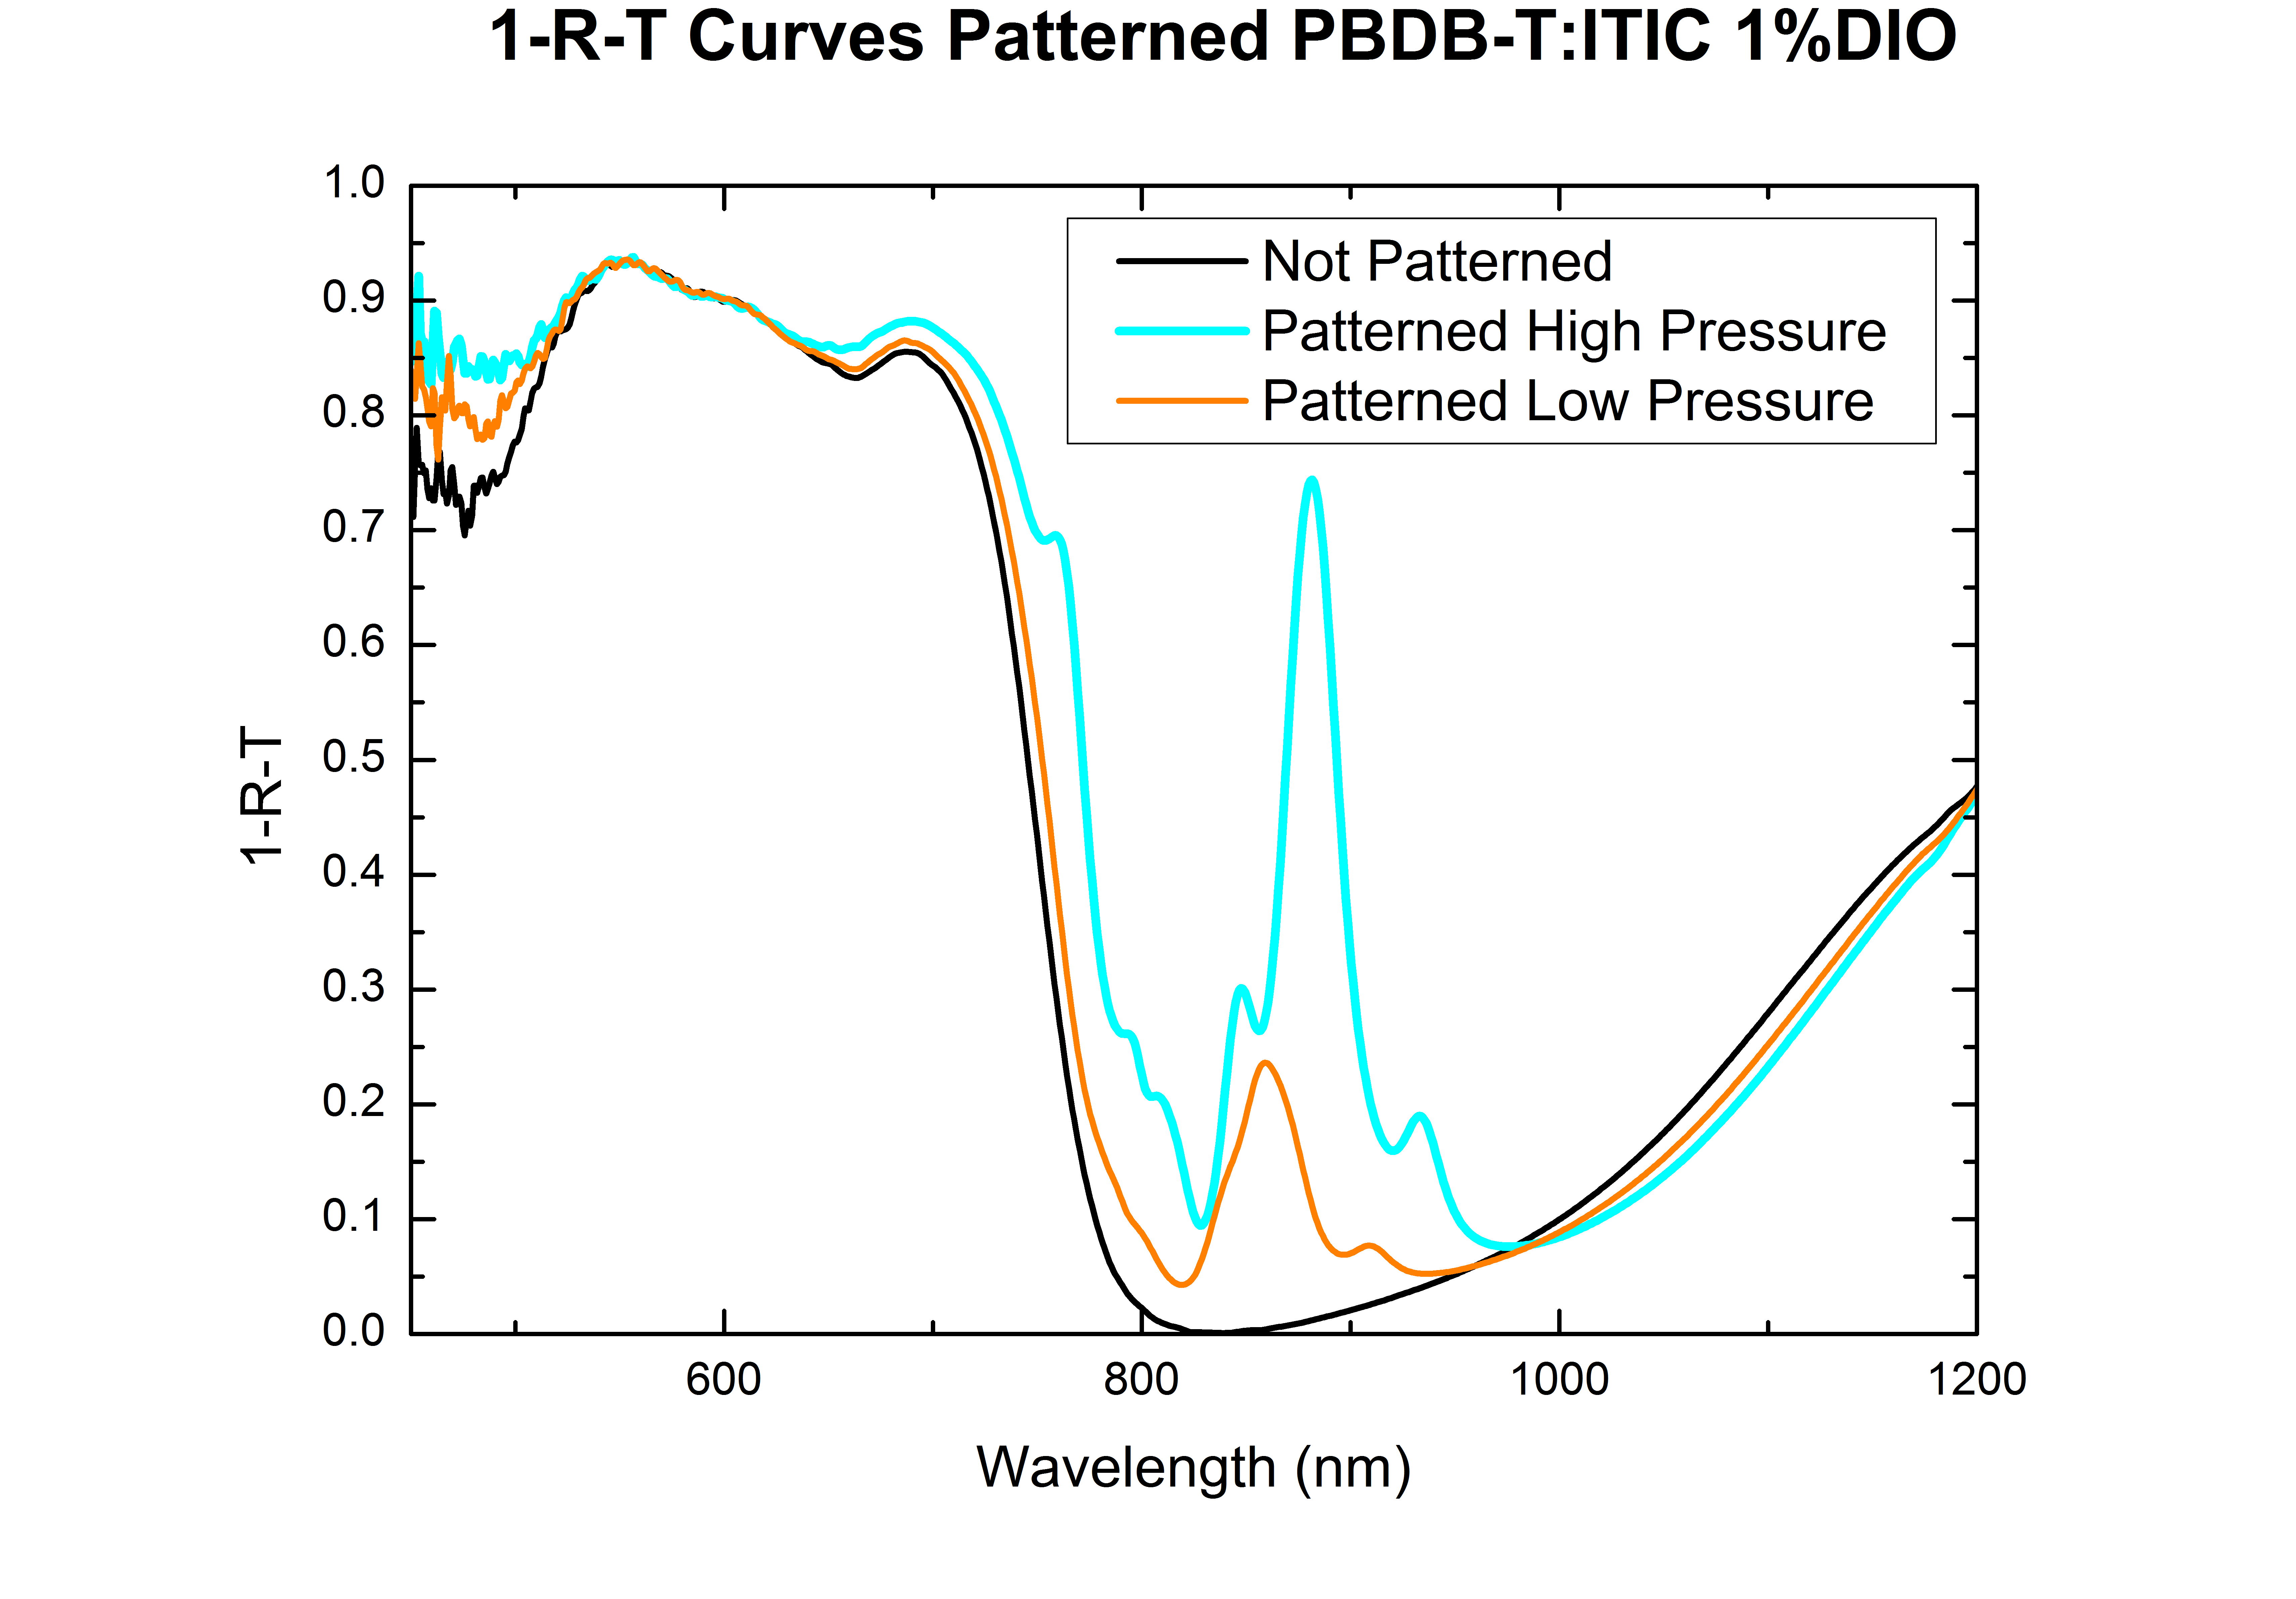 1-R-T Curves Patterned PBDB-T:ITIC 1%DIO
1.0
0.9
0.8
0.7
0.6
0.5
0.4
0.3
0.2
0.1
0.0
1-R-T
Not Patterned
Patterned High Pressure
Patterned Low Pressure
600 800 1000 1200
Wavelength (nm)